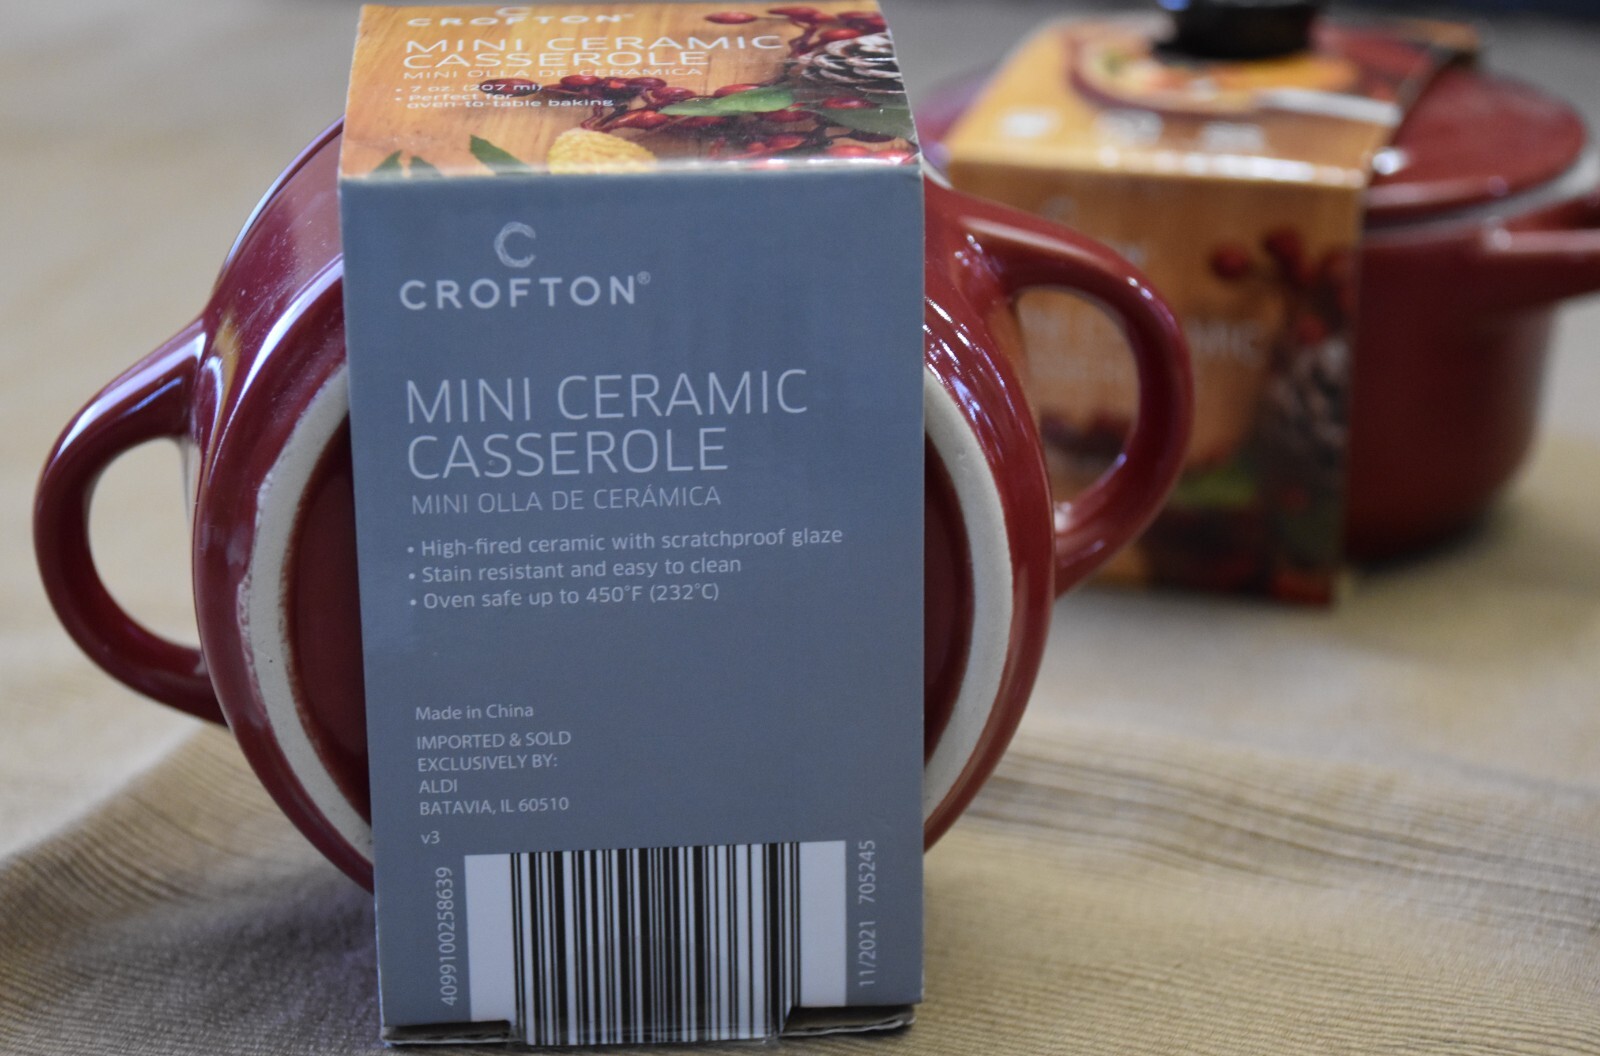 C
CROFTON®
MINI CERAMIC
CASSEROLE
MINI OLLA DE CERÁMICA
• 7 oz. (207 ml)
• Perfect for
oven-to-table baking
C
CROFTON®
MINI CERAMIC
CASSEROLE
MINI OLLA DE CERÁMICA
• High-fired ceramic with scratchproof glaze
• Stain resistant and easy to clean
• Oven safe up to 450°F (232°C)
Made in China
IMPORTED & SOLD
EXCLUSIVELY BY:
ALDI
BATAVIA, IL 60510
v3
4099100258639
11/2021 705245